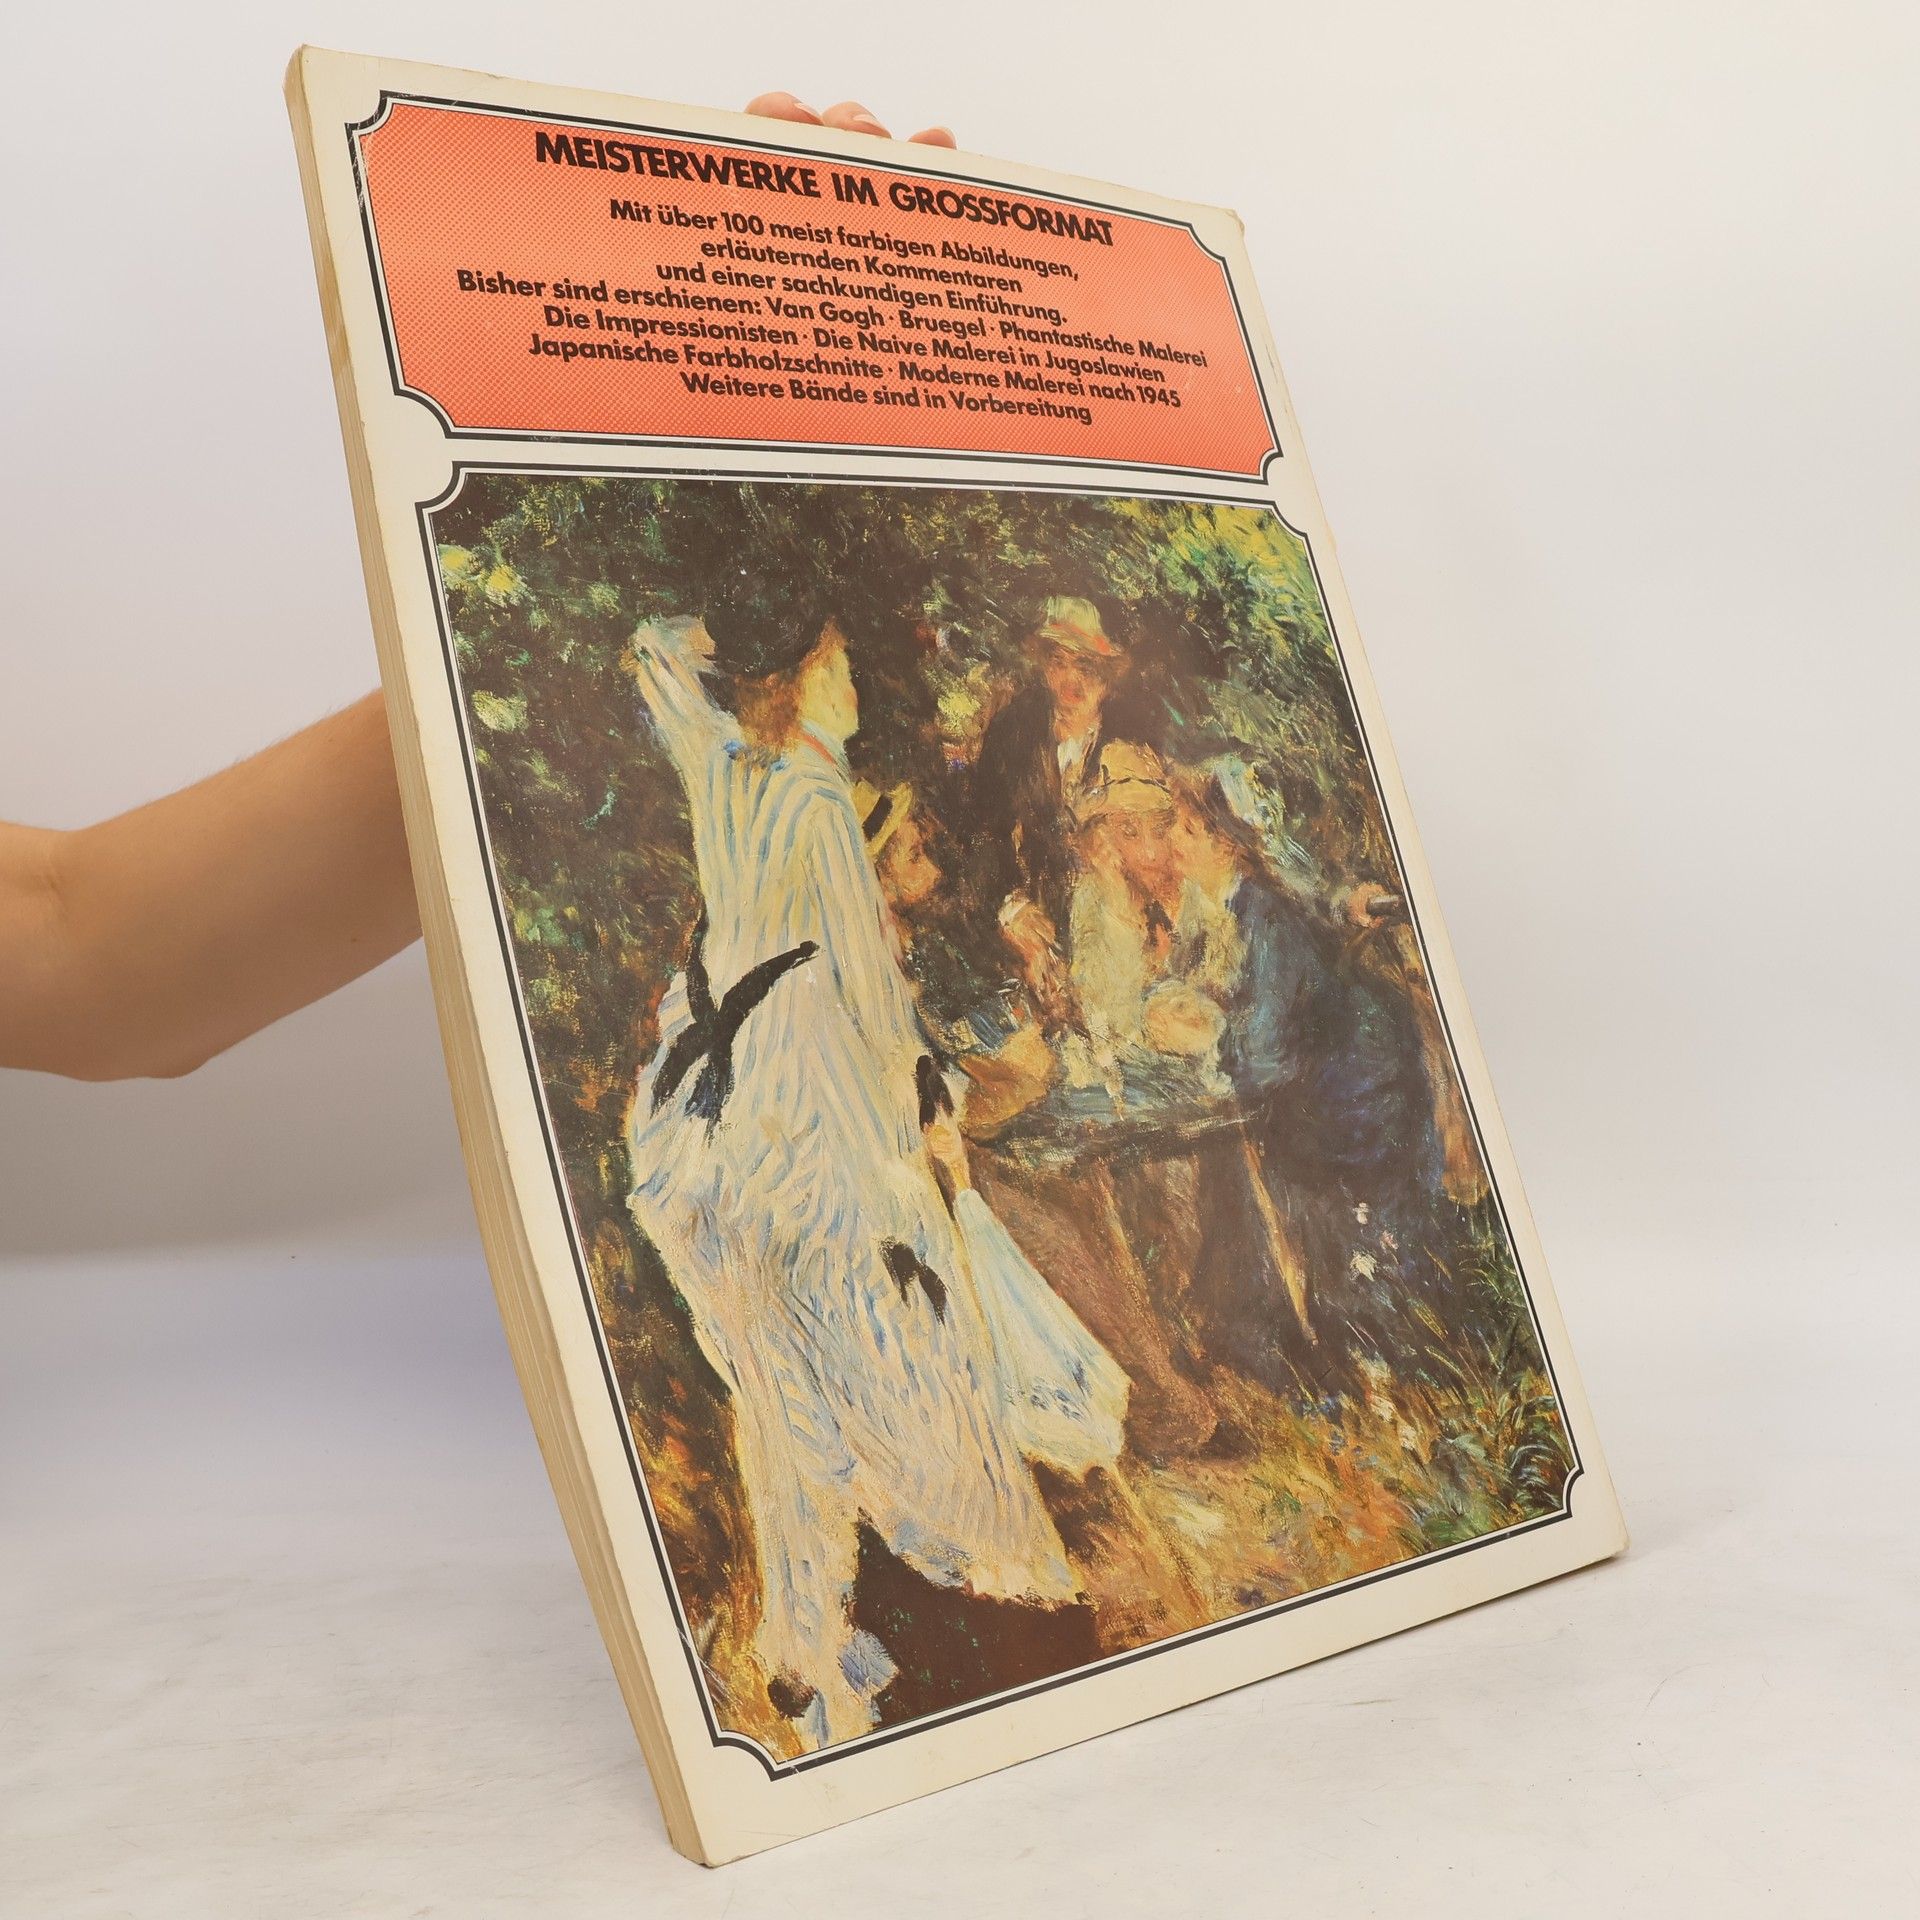 MEISTERWERKE IM GROSSFORMAT
Mit über 100 meist farbigen Abbildungen,
erläuternden Kommentaren
und einer sachkundigen Einführung.
Bisher sind erschienen: Van Gogh · Bruegel · Phantastische Malerei
Die Impressionisten · Die Naive Malerei in Jugoslawien
Japanische Farbholzschnitte · Moderne Malerei nach 1945
Weitere Bände sind in Vorbereitung